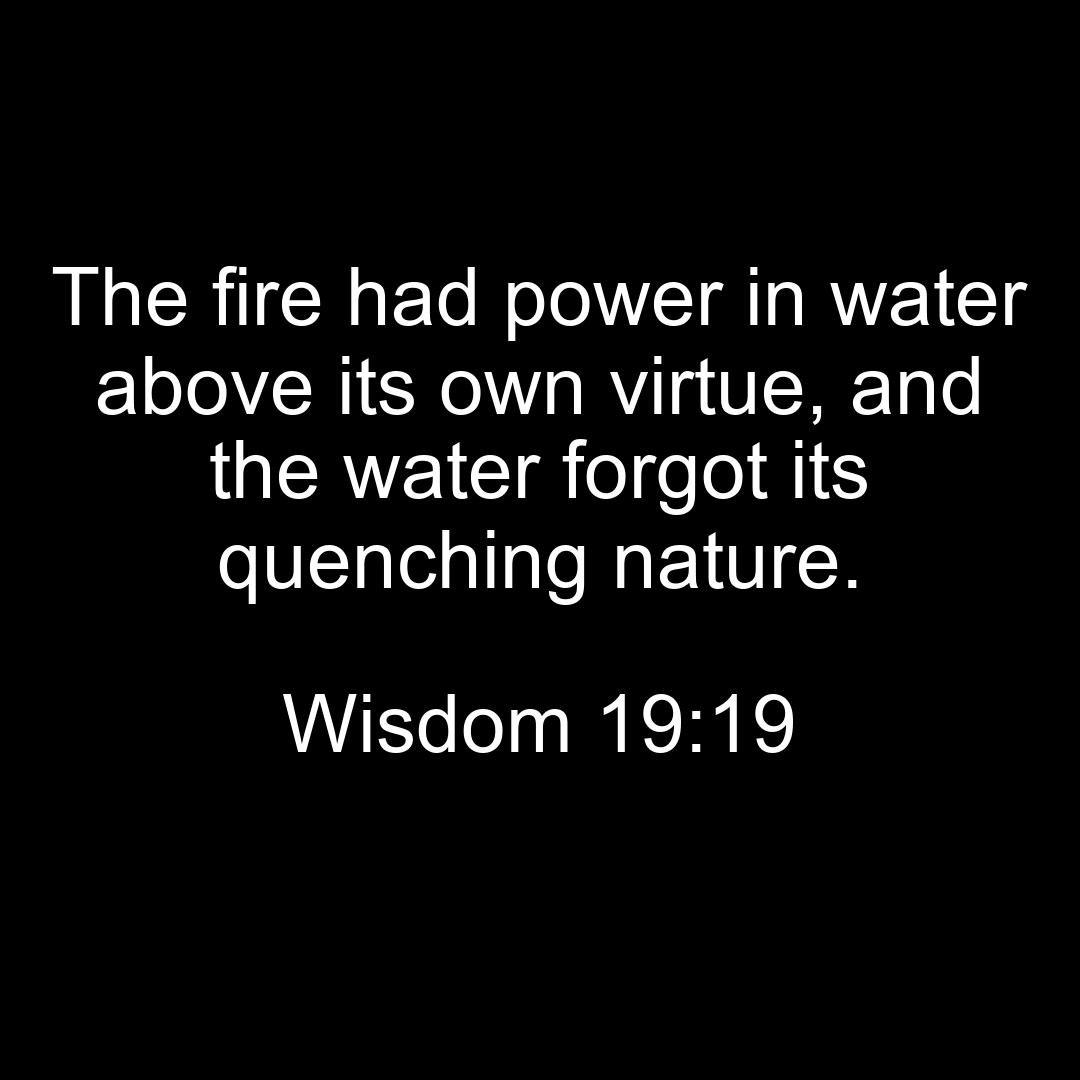 The fire had power in water
above its own virtue, and
the water forgot its
quenching nature.
Wisdom 19:19